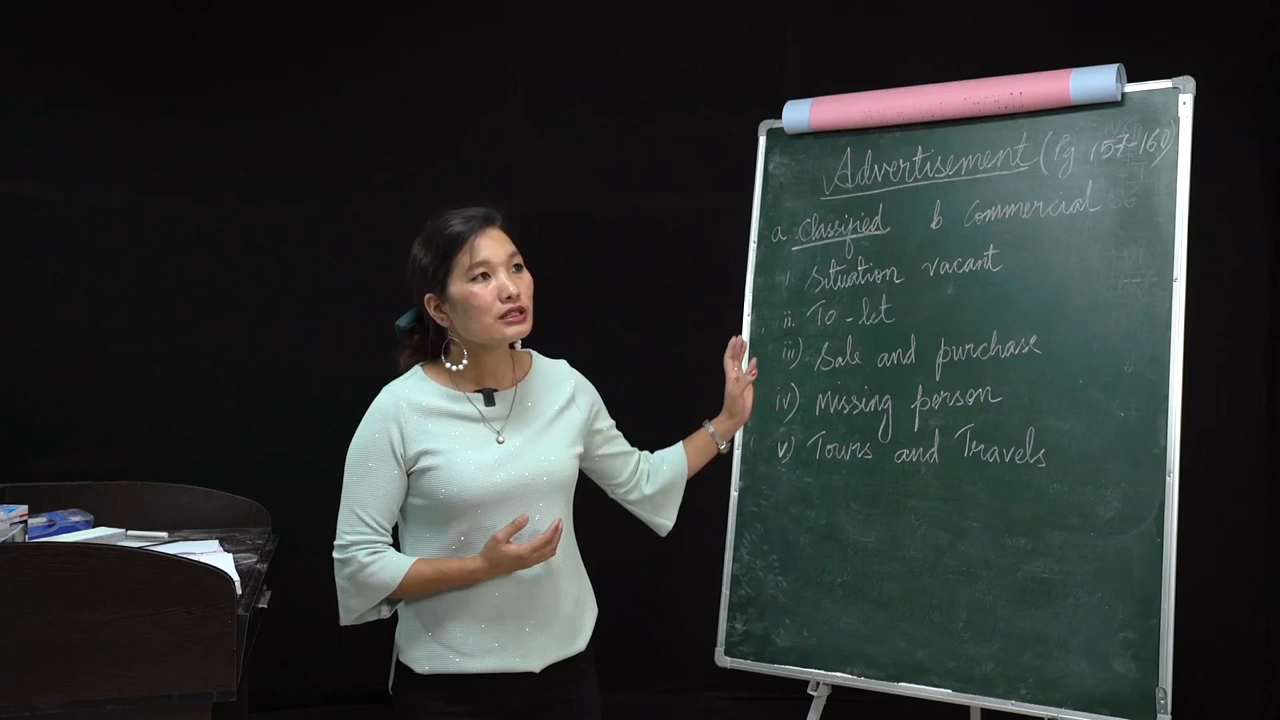 Advertisement (Pg 157-160)
a classified b Commercial
i. Situation vacant
ii. To-let
iii) Sale and purchase
iv) Missing person
v) Tours and Travels